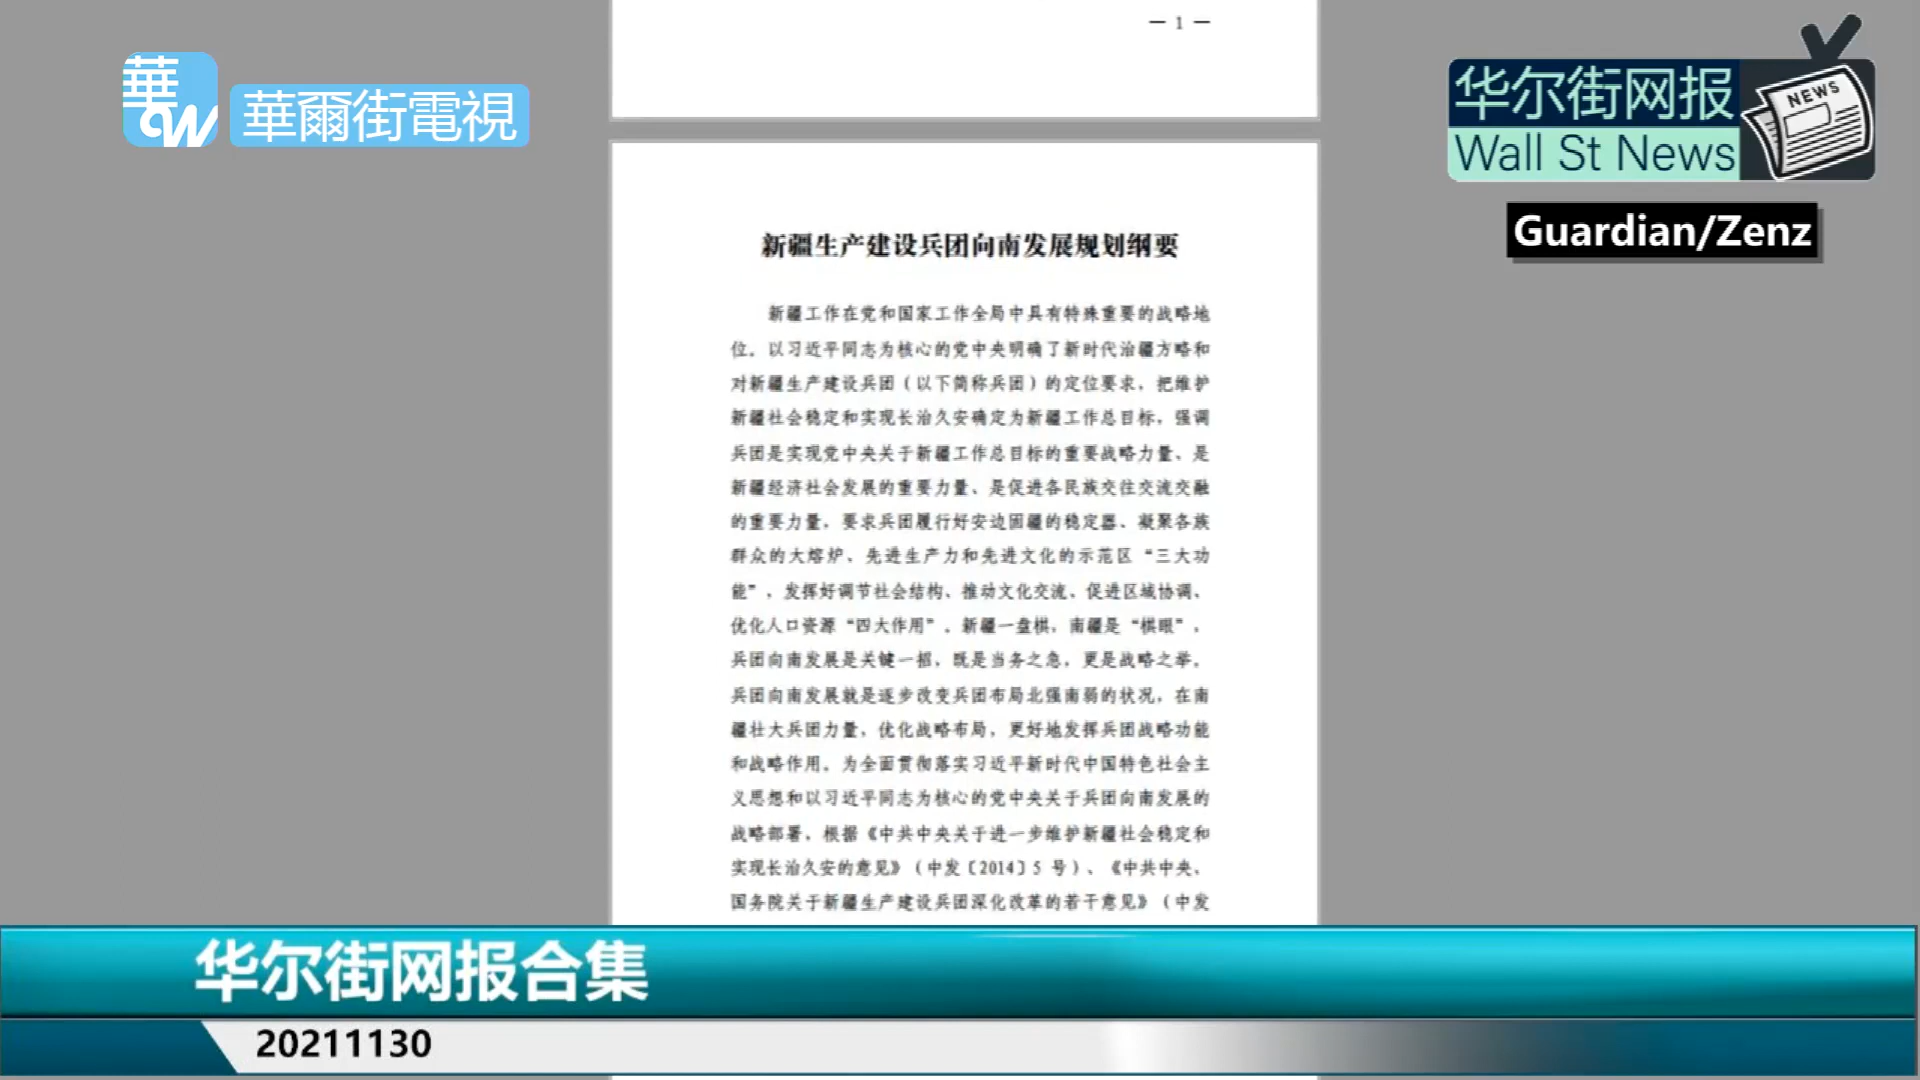 — 1 —
華
W
華爾街電視
华尔街网报
Wall St News
NEWS
Guardian/Zenz
新疆生产建设兵团向南发展规划纲要
新疆工作在党和国家工作全局中具有特殊重要的战略地
位。以习近平同志为核心的党中央明确了新时代治疆方略和
对新疆生产建设兵团（以下简称兵团）的定位要求，把维护
新疆社会稳定和实现长治久安确定为新疆工作总目标，强调
兵团是实现党中央关于新疆工作总目标的重要战略力量、是
新疆经济社会发展的重要力量、是促进各民族交往交流交融
的重要力量，要求兵团履行好安边固疆的稳定器、凝聚各族
群众的大熔炉、先进生产力和先进文化的示范区“三大功
能”，发挥好调节社会结构、推动文化交流、促进区域协调、
优化人口资源“四大作用”。新疆一盘棋，南疆是“棋眼”，
兵团向南发展是关键一招，既是当务之急，更是战略之举。
兵团向南发展就是逐步改变兵团布局北强南弱的状况，在南
疆壮大兵团力量，优化战略布局，更好地发挥兵团战略功能
和战略作用。为全面贯彻落实习近平新时代中国特色社会主
义思想和以习近平同志为核心的党中央关于兵团向南发展的
战略部署，根据《中共中央关于进一步维护新疆社会稳定和
实现长治久安的意见》（中发〔2014〕5 号）、《中共中央、
国务院关于新疆生产建设兵团深化改革的若干意见》（中发
华尔街网报合集
20211130